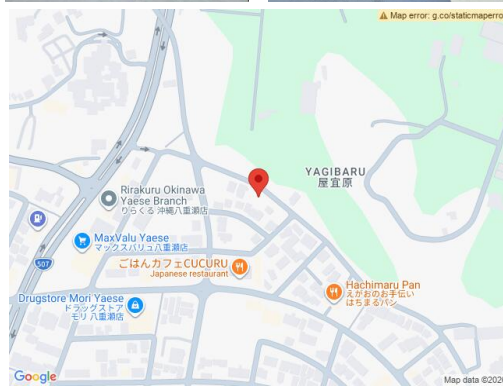 Map error: g.co/staticmaperro
YAGIBARU
屋宜原
Rirakuru Okinawa
Yaese Branch
りらくる 沖縄八重瀬店
MaxValu Yaese
マックスバリュ八重瀬店
507
ごはんカフェCUCURU
Japanese restaurant
Hachimaru Pan
えがおのお手伝い
はちまるパン
Drugstore Mori Yaese
ドラッグストア
モリ 八重瀬店
Google
Map data ©202